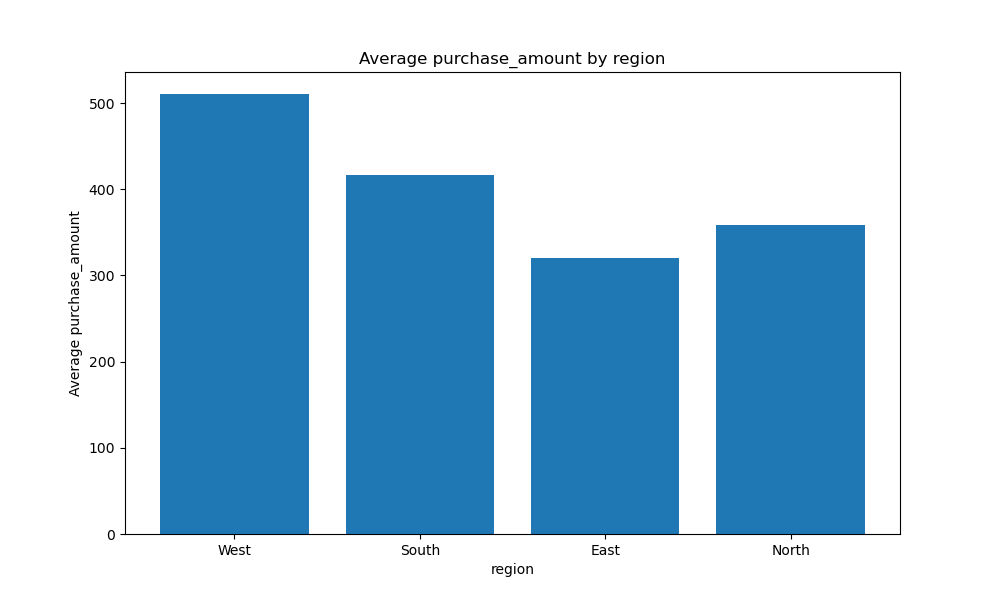 Average purchase_amount by region
Average purchase_amount
500
400
300
200
100
0
West South East North
region